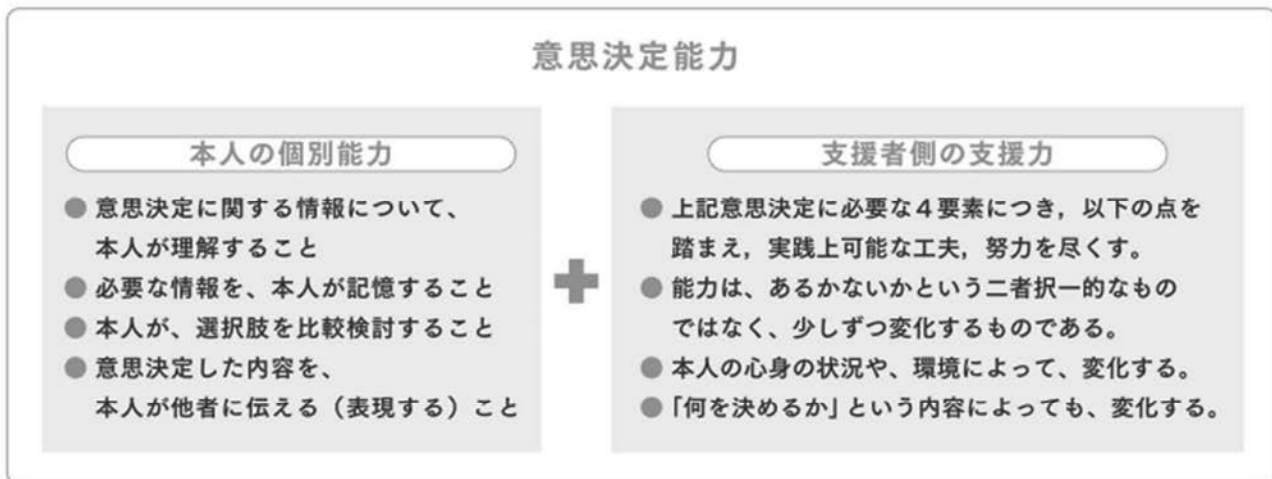 意思決定能力
本人の個別能力
● 意思決定に関する情報について、
本人が理解すること
● 必要な情報を、本人が記憶すること
● 本人が、選択肢を比較検討すること
● 意思決定した内容を、
本人が他者に伝える（表現する）こと
支援者側の支援力
● 上記意思決定に必要な４要素につき，以下の点を
踏まえ，実践上可能な工夫，努力を尽くす。
● 能力は、あるかないかという二者択一的なもの
ではなく、少しずつ変化するものである。
● 本人の心身の状況や、環境によって、変化する。
● 「何を決めるか」という内容によっても、変化する。